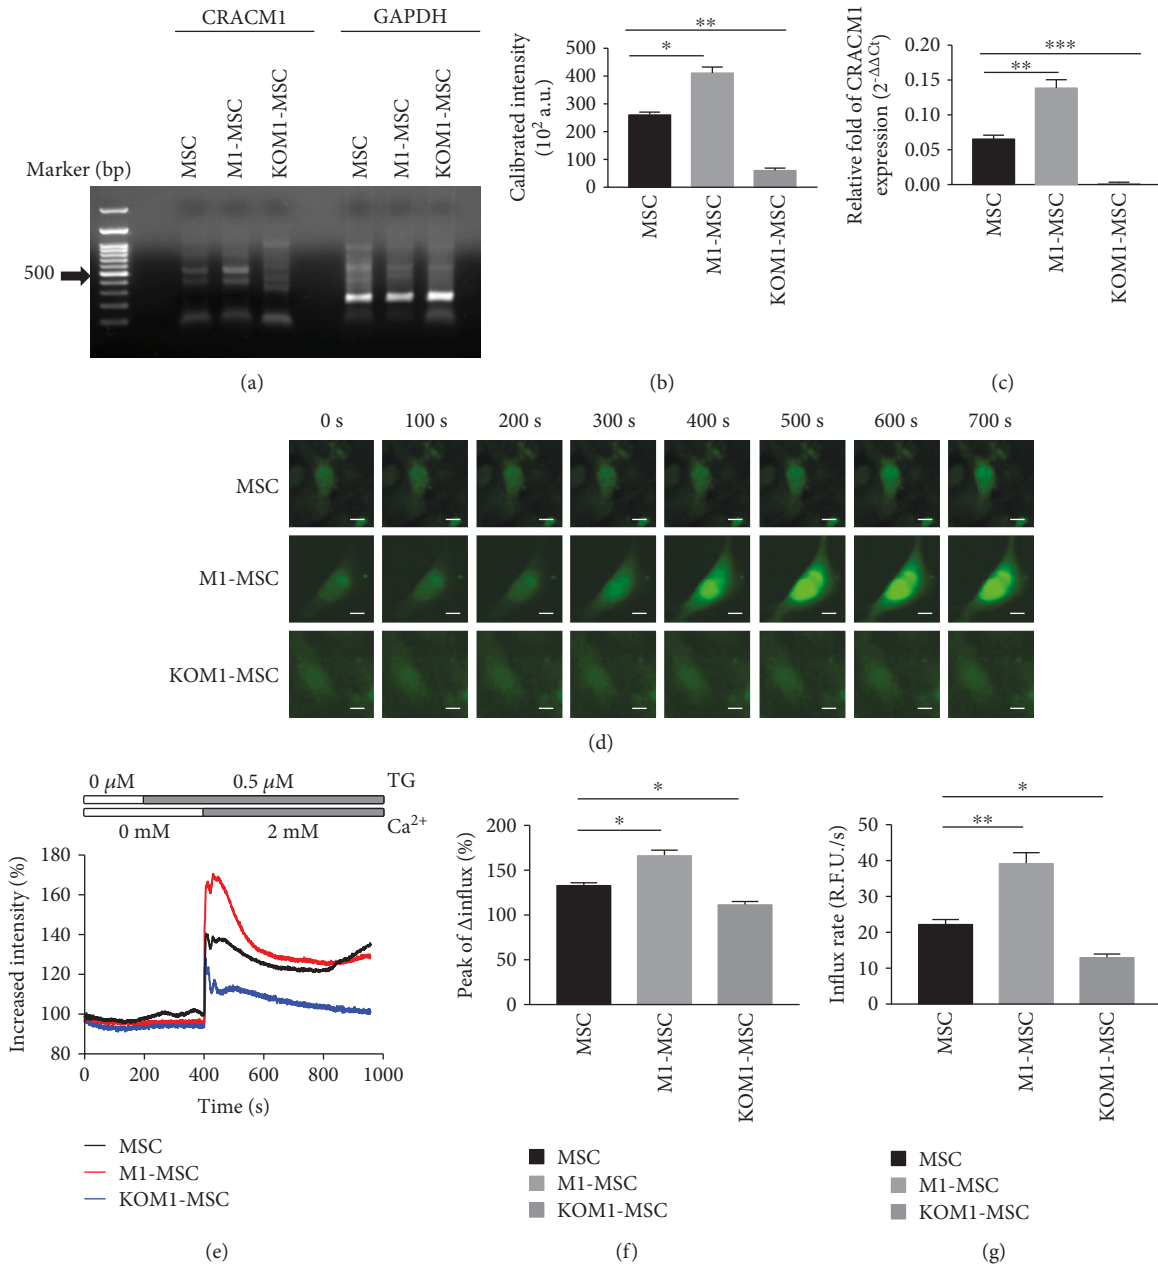 CRACM1 GAPDH
MSC
M1-MSC
KOM1-MSC
MSC
M1-MSC
KOM1-MSC
Marker (bp)
500
(a)
Calibrated intensity
(10² a.u.)
500
400
300
200
100
0
*
**
MSC
M1-MSC
KOM1-MSC
(b)
Relative fold of CRACM1
expression (2^-ΔΔCt)
0.20
0.15
0.10
0.05
0.00
***
**
MSC
M1-MSC
KOM1-MSC
(c)
0 s 100 s 200 s 300 s 400 s 500 s 600 s 700 s
MSC
M1-MSC
KOM1-MSC
(d)
0 μM 0.5 μM TG
0 mM 2 mM Ca²⁺
Increased intensity (%)
180
160
140
120
100
80
0 200 400 600 800 1000
Time (s)
MSC
M1-MSC
KOM1-MSC
(e)
Peak of Δinflux (%)
200
150
100
50
0
*
*
MSC
M1-MSC
KOM1-MSC
MSC
M1-MSC
KOM1-MSC
(f)
Influx rate (R.F.U./s)
50
40
30
20
10
0
*
**
MSC
M1-MSC
KOM1-MSC
MSC
M1-MSC
KOM1-MSC
(g)